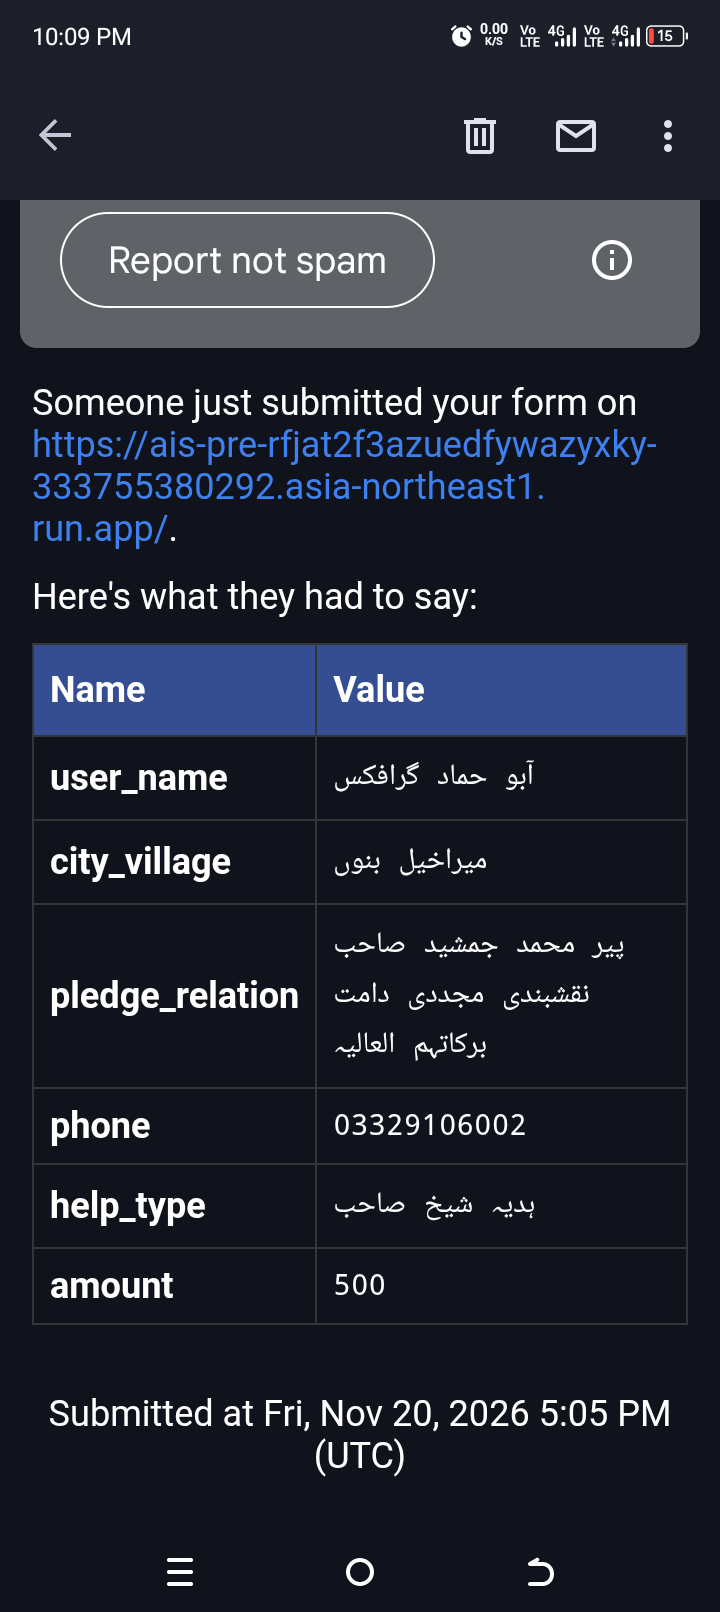 10:09 PM
0.00 K/S Vo LTE 4G Vo LTE 4G 15
Report not spam
Someone just submitted your form on
https://ais-pre-rfjat2f3azuedfywazyxky-
333755380292.asia-northeast1.
run.app/.
Here's what they had to say:
Name Value
user_name آبو حماد گرافکس
city_village میراخیل بنوں
pledge_relation پیر محمد جمشید صاحب
نقشبندی مجددی دامت
برکاتہم العالیہ
phone 03329106002
help_type ہدیہ شیخ صاحب
amount 500
Submitted at Fri, Nov 20, 2026 5:05 PM
(UTC)